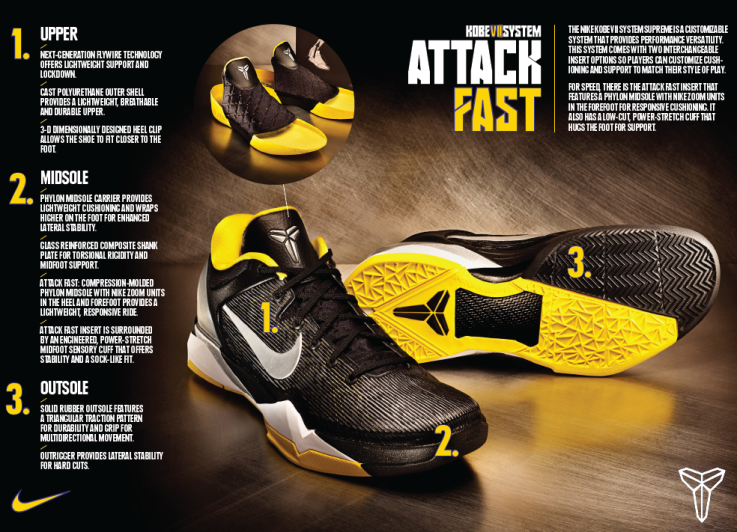 1.
UPPER
NEXT-GENERATION FLYWIRE TECHNOLOGY
OFFERS LIGHTWEIGHT SUPPORT AND
LOCKDOWN.
CAST POLYURETHANE OUTER SHELL
PROVIDES A LIGHTWEIGHT, BREATHABLE
AND DURABLE UPPER.
3-D DIMENSIONALLY DESIGNED HEEL CLIP
ALLOWS THE SHOE TO FIT CLOSER TO THE
FOOT.
2.
MIDSOLE
PHYLON MIDSOLE CARRIER PROVIDES
LIGHTWEIGHT CUSHIONING AND WRAPS
HIGHER ON THE FOOT FOR ENHANCED
LATERAL STABILITY.
GLASS REINFORCED COMPOSITE SHANK
PLATE FOR TORSIONAL RIGIDITY AND
MIDFOOT SUPPORT.
ATTACK FAST: COMPRESSION-MOLDED
PHYLON MIDSOLE WITH NIKE ZOOM UNITS
IN THE HEEL AND FOREFOOT PROVIDES A
LIGHTWEIGHT, RESPONSIVE RIDE.
ATTACK FAST INSERT IS SURROUNDED
BY AN ENGINEERED, POWER-STRETCH
MIDFOOT SENSORY CUFF THAT OFFERS
STABILITY AND A SOCK-LIKE FIT.
3.
OUTSOLE
SOLID RUBBER OUTSOLE FEATURES
A TRIANGULAR TRACTION PATTERN
FOR DURABILITY AND GRIP FOR
MULTIDIRECTIONAL MOVEMENT.
OUTRIGGER PROVIDES LATERAL STABILITY
FOR HARD CUTS.
KOBEVIISYSTEM
ATTACK
FAST
THE NIKE KOBE VII SYSTEM SUPREME IS A CUSTOMIZABLE
SYSTEM THAT PROVIDES PERFORMANCE VERSATILITY.
THIS SYSTEM COMES WITH TWO INTERCHANGEABLE
INSERT OPTIONS SO PLAYERS CAN CUSTOMIZE CUSH-
IONING AND SUPPORT TO MATCH THEIR STYLE OF PLAY.
FOR SPEED, THERE IS THE ATTACK FAST INSERT THAT
FEATURES A PHYLON MIDSOLE WITH NIKE ZOOM UNITS
IN THE FOREFOOT FOR RESPONSIVE CUSHIONING. IT
ALSO HAS A LOW-CUT, POWER-STRETCH CUFF THAT
HUGS THE FOOT FOR SUPPORT.
1.
2.
3.